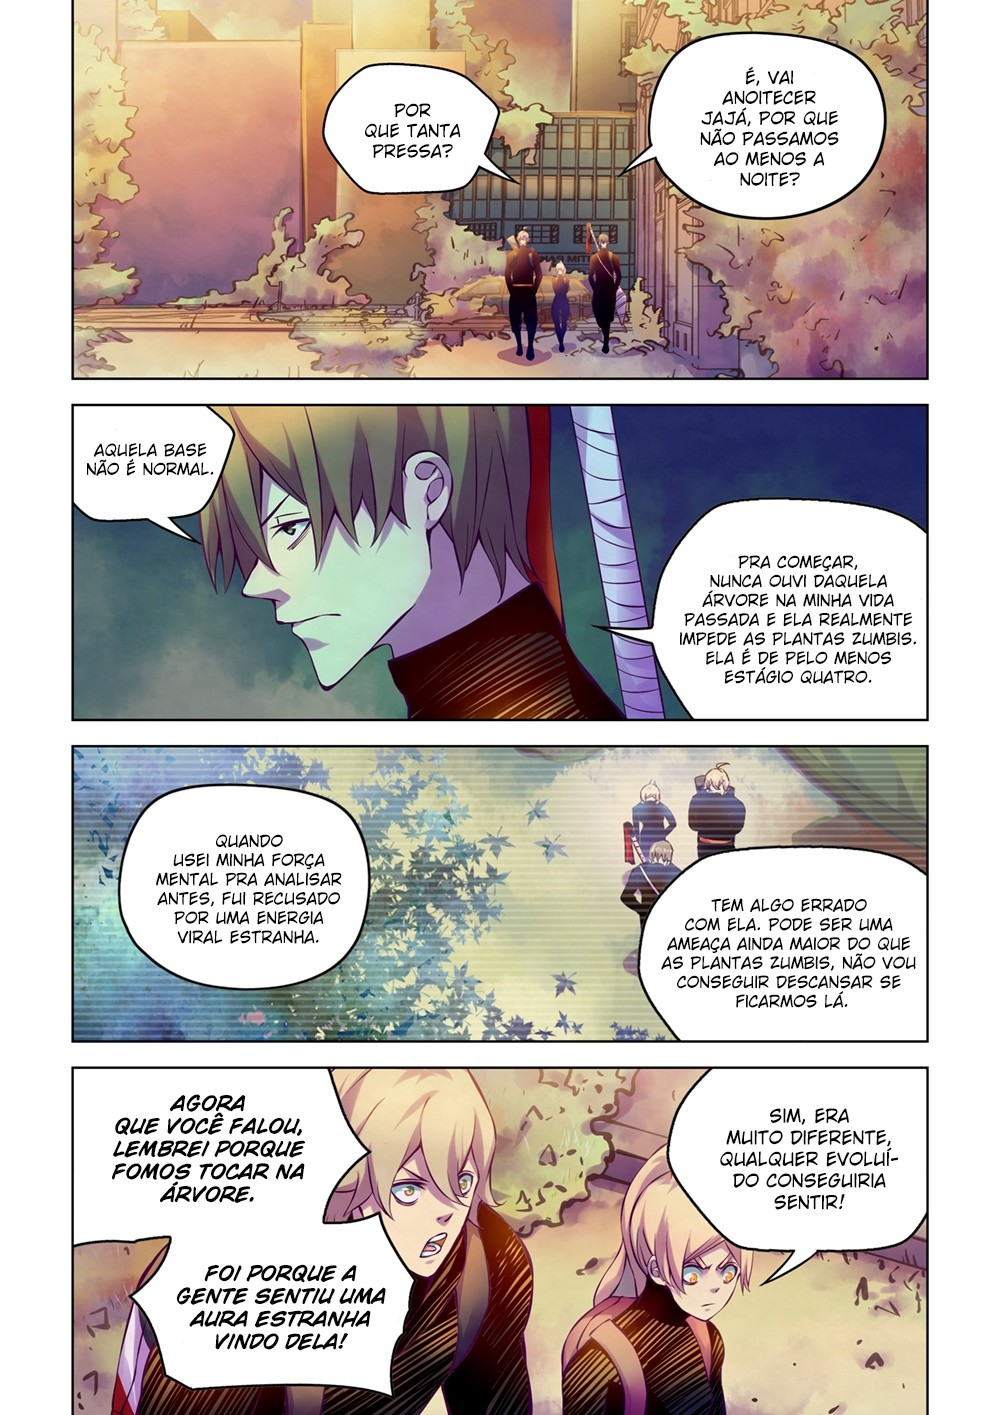 POR
QUE TANTA
PRESSA?
É, VAI
ANOITECER
JAJÁ, POR QUE
NÃO PASSAMOS
AO MENOS A
NOITE?
AQUELA BASE
NÃO É NORMAL.
PRA COMEÇAR,
NUNCA OUVI DAQUELA
ÁRVORE NA MINHA VIDA
PASSADA E ELA REALMENTE
IMPEDE AS PLANTAS ZUMBIS.
ELA É DE PELO MENOS
ESTÁGIO QUATRO.
QUANDO
USEI MINHA FORÇA
MENTAL PRA ANALISAR
ANTES, FUI RECUSADO
POR UMA ENERGIA
VIRAL ESTRANHA.
TEM ALGO ERRADO
COM ELA. PODE SER UMA
AMEAÇA AINDA MAIOR DO QUE
AS PLANTAS ZUMBIS, NÃO VOU
CONSEGUIR DESCANSAR SE
FICARMOS LÁ.
AGORA
QUE VOCÊ FALOU,
LEMBREI PORQUE
FOMOS TOCAR NA
ÁRVORE.
FOI PORQUE A
GENTE SENTIU UMA
AURA ESTRANHA
VINDO DELA!
SIM, ERA
MUITO DIFERENTE,
QUALQUER EVOLUÍ-
DO CONSEGUIRIA
SENTIR!